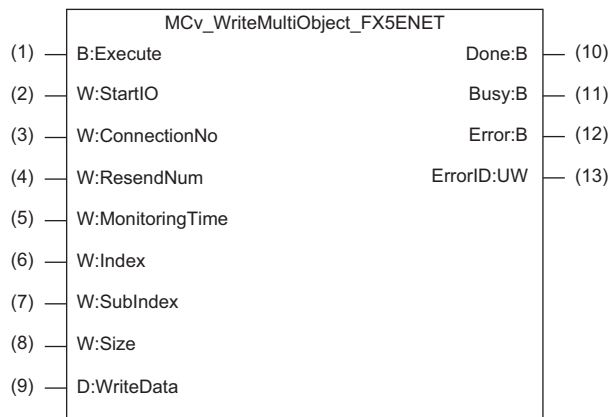 MCv_WriteMultiObject_FX5ENET
(1) B:Execute Done:B (10)
(2) W:StartIO Busy:B (11)
(3) W:ConnectionNo Error:B (12)
(4) W:ResendNum ErrorID:UW (13)
(5) W:MonitoringTime
(6) W:Index
(7) W:SubIndex
(8) W:Size
(9) D:WriteData